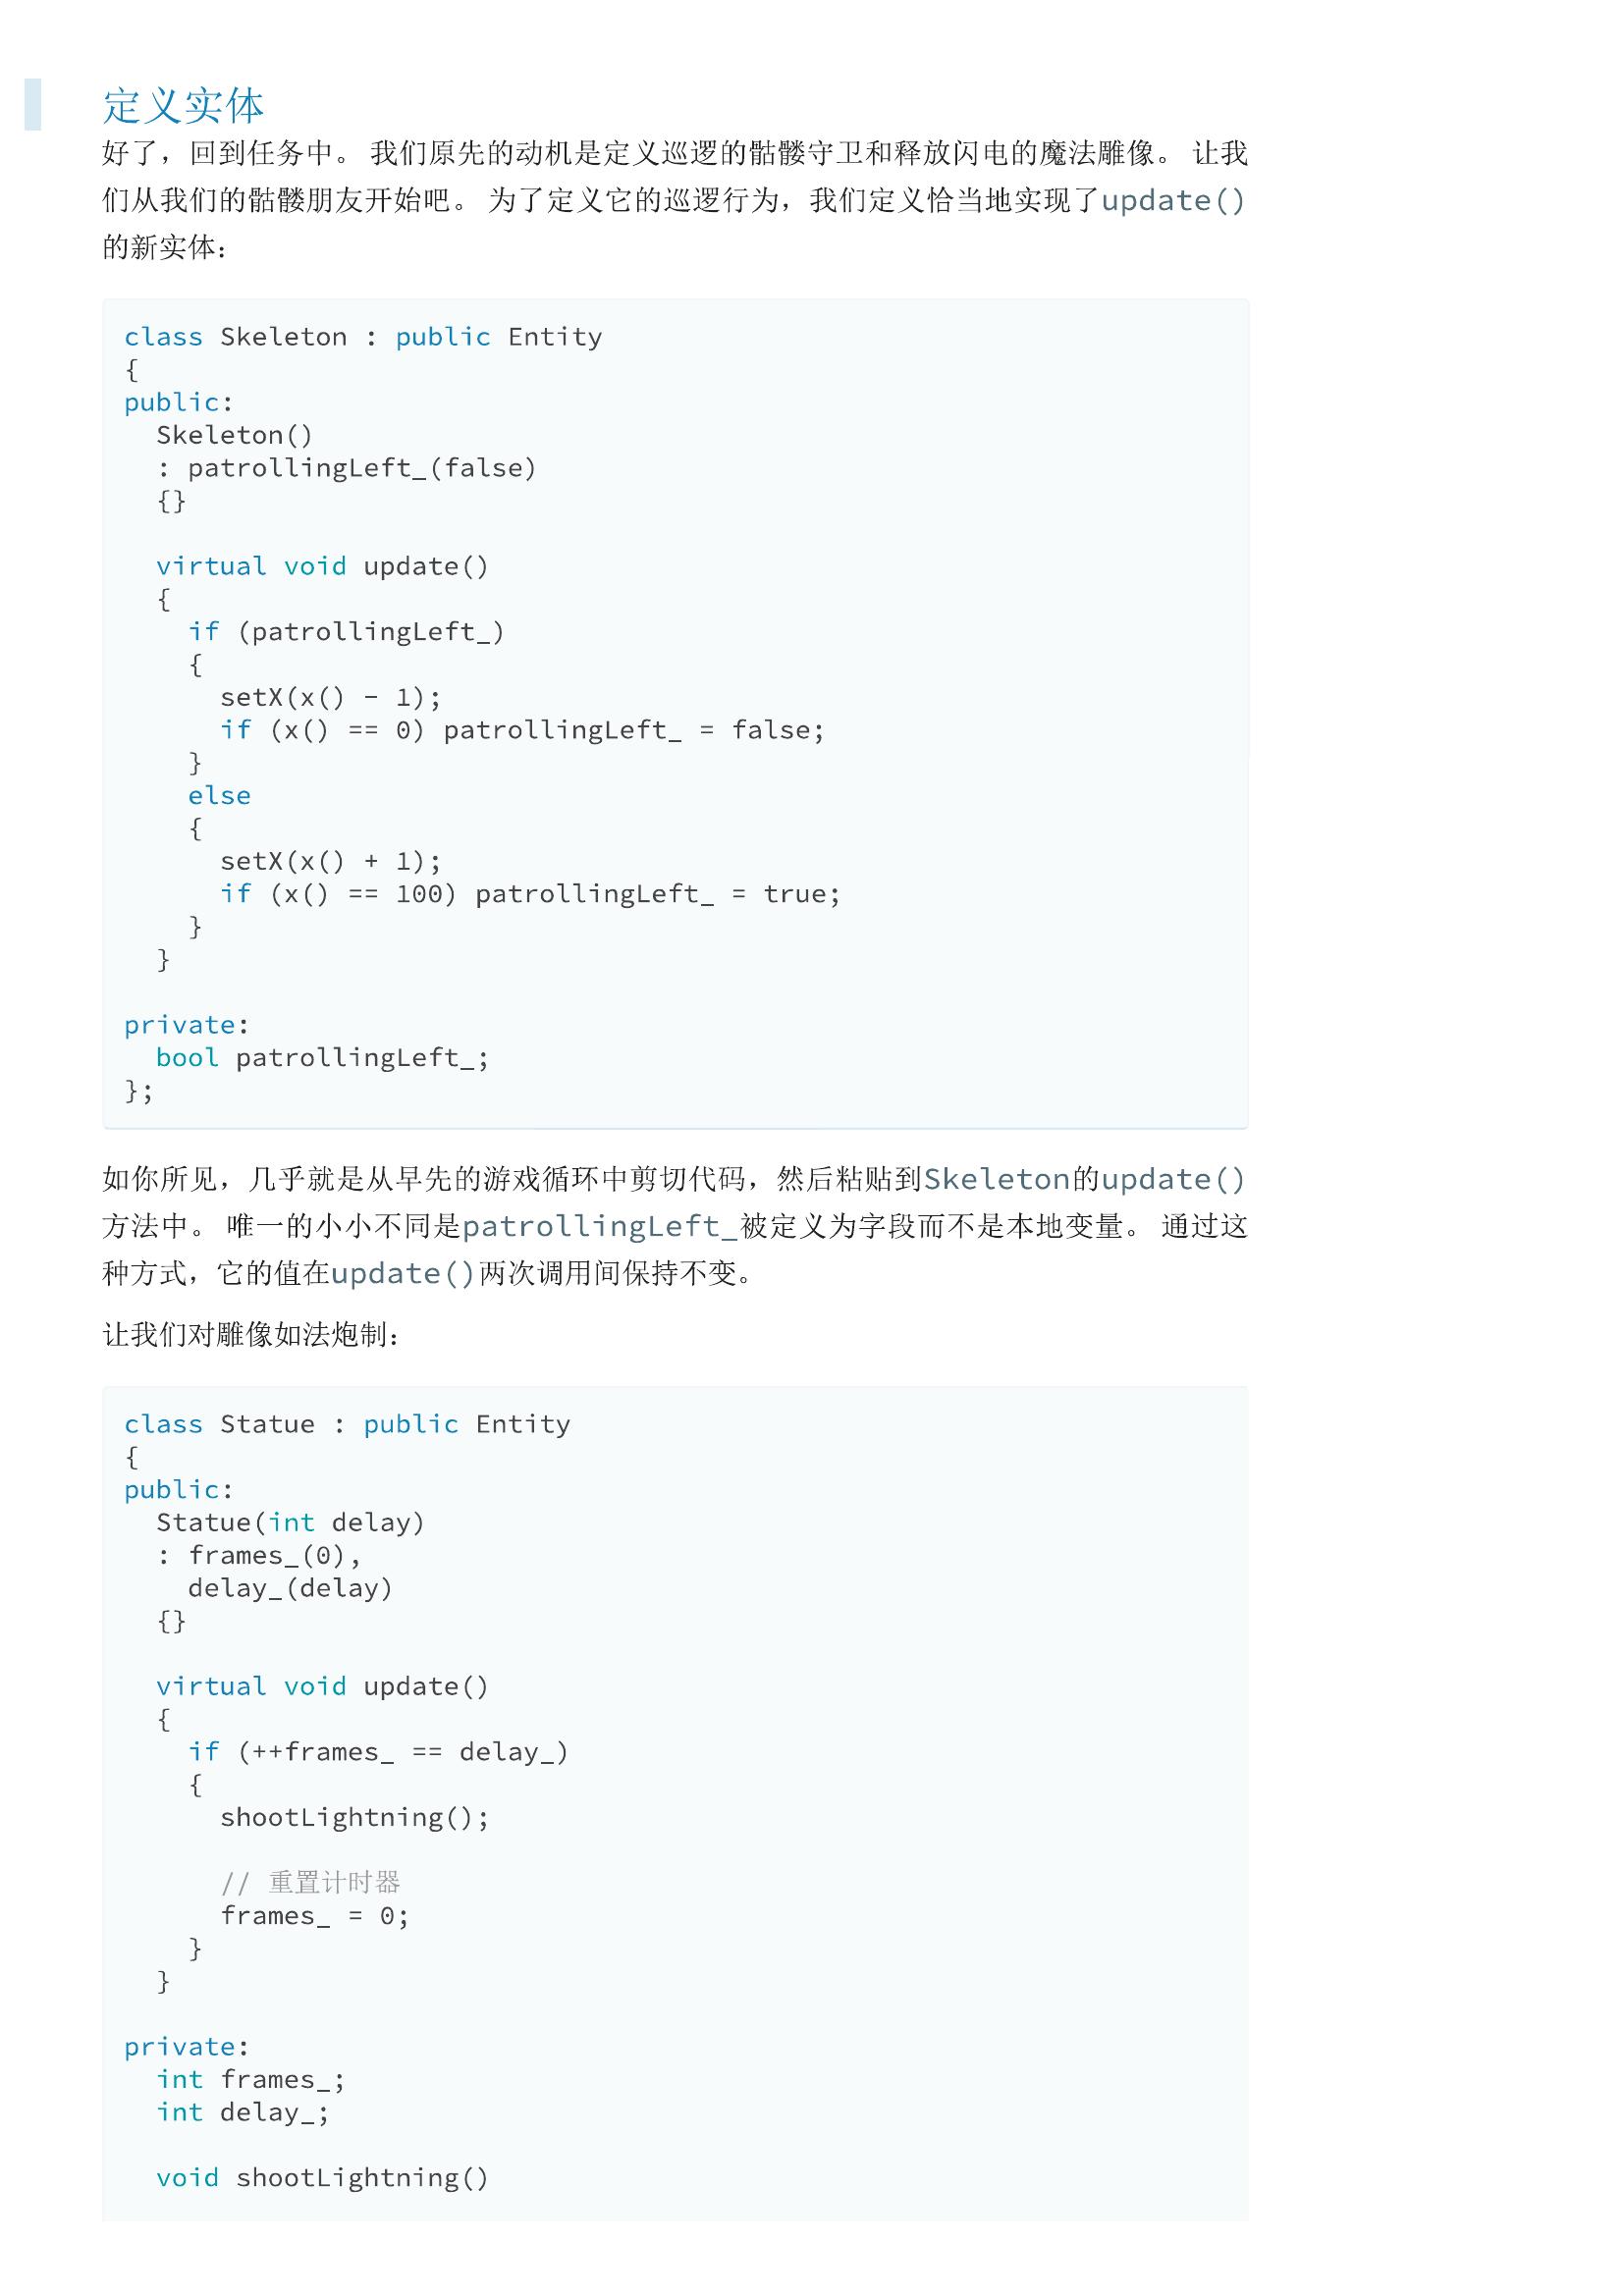 定义实体
好了，回到任务中。 我们原先的动机是定义巡逻的骷髅守卫和释放闪电的魔法雕像。 让我
们从我们的骷髅朋友开始吧。 为了定义它的巡逻行为，我们定义恰当地实现了update()
的新实体：
class Skeleton : public Entity
{
public:
  Skeleton()
  : patrollingLeft_(false)
  {}

  virtual void update()
  {
    if (patrollingLeft_)
    {
      setX(x() - 1);
      if (x() == 0) patrollingLeft_ = false;
    }
    else
    {
      setX(x() + 1);
      if (x() == 100) patrollingLeft_ = true;
    }
  }

private:
  bool patrollingLeft_;
};
如你所见，几乎就是从早先的游戏循环中剪切代码，然后粘贴到Skeleton的update()
方法中。 唯一的小小不同是patrollingLeft_被定义为字段而不是本地变量。 通过这
种方式，它的值在update()两次调用间保持不变。
让我们对雕像如法炮制：
class Statue : public Entity
{
public:
  Statue(int delay)
  : frames_(0),
    delay_(delay)
  {}

  virtual void update()
  {
    if (++frames_ == delay_)
    {
      shootLightning();

      // 重置计时器
      frames_ = 0;
    }
  }

private:
  int frames_;
  int delay_;

  void shootLightning()